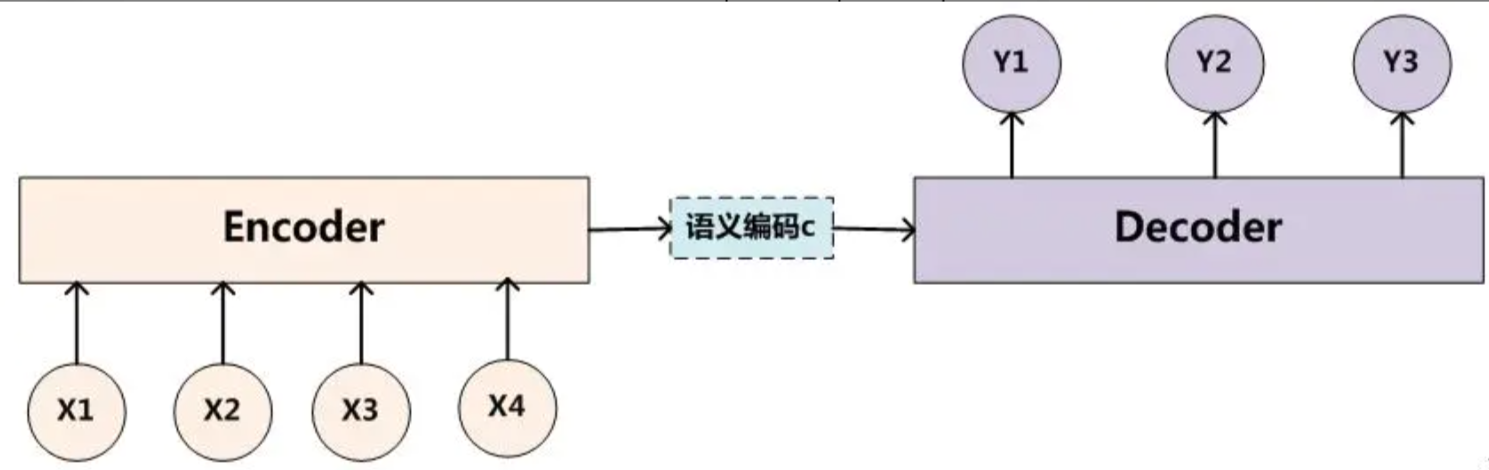 Y1 Y2 Y3
Encoder 语义编码c Decoder
X1 X2 X3 X4